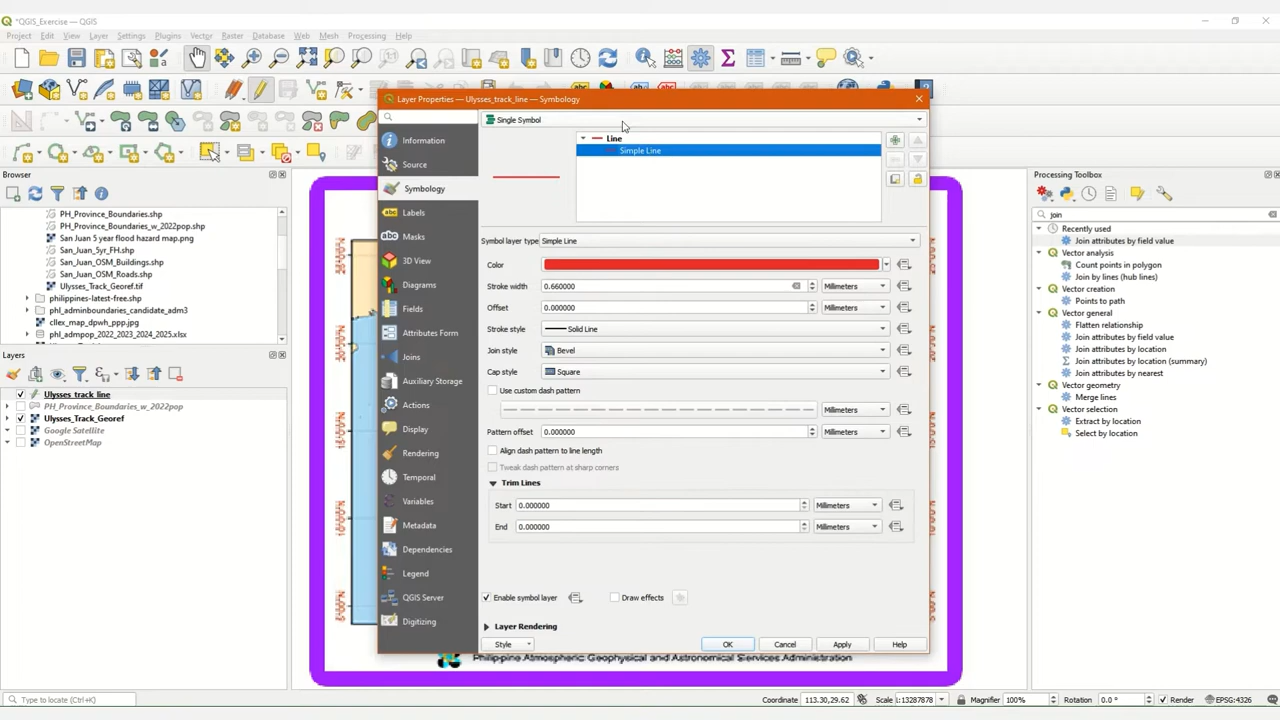 *QGIS_Exercise — QGIS
Project Edit View Layer Settings Plugins Vector Raster Database Web Mesh Processing Help
Layer Properties — Ulysses_track_line — Symbology
Single Symbol
Line
Simple Line
Information
Source
Symbology
Labels
Masks
3D View
Diagrams
Fields
Attributes Form
Joins
Auxiliary Storage
Actions
Display
Rendering
Temporal
Variables
Metadata
Dependencies
Legend
QGIS Server
Digitizing
Symbol layer type Simple Line
Color
Stroke width 0.660000 Millimeters
Offset 0.000000 Millimeters
Stroke style Solid Line
Join style Bevel
Cap style Square
Use custom dash pattern
Millimeters
Pattern offset 0.000000 Millimeters
Align dash pattern to line length
Tweak dash pattern at sharp corners
Trim Lines
Start 0.000000 Millimeters
End 0.000000 Millimeters
Enable symbol layer Draw effects
Layer Rendering
Style OK Cancel Apply Help
Browser
PH_Province_Boundaries.shp
PH_Province_Boundaries_w_2022pop.shp
San Juan 5 year flood hazard map.png
San_Juan_5yr_FH.shp
San_Juan_OSM_Buildings.shp
San_Juan_OSM_Roads.shp
Ulysses_Track_Georef.tif
philippines-latest-free.shp
phl_adminboundaries_candidate_adm3
cllex_map_dpwh_ppp.jpg
phl_admpop_2022_2023_2024_2025.xlsx
Layers
Ulysses_track_line
PH_Province_Boundaries_w_2022pop
Ulysses_Track_Georef
Google Satellite
OpenStreetMap
Processing Toolbox
join
Recently used
Join attributes by field value
Vector analysis
Count points in polygon
Join by lines (hub lines)
Vector creation
Points to path
Vector general
Flatten relationship
Join attributes by field value
Join attributes by location
Join attributes by location (summary)
Join attributes by nearest
Vector geometry
Merge lines
Vector selection
Extract by location
Select by location
Philippine Atmospheric Geophysical and Astronomical Services Administration
Type to locate (Ctrl+K) Coordinate 113.30,29.62 Scale 1:13287878 Magnifier 100% Rotation 0.0 ° Render EPSG:4326